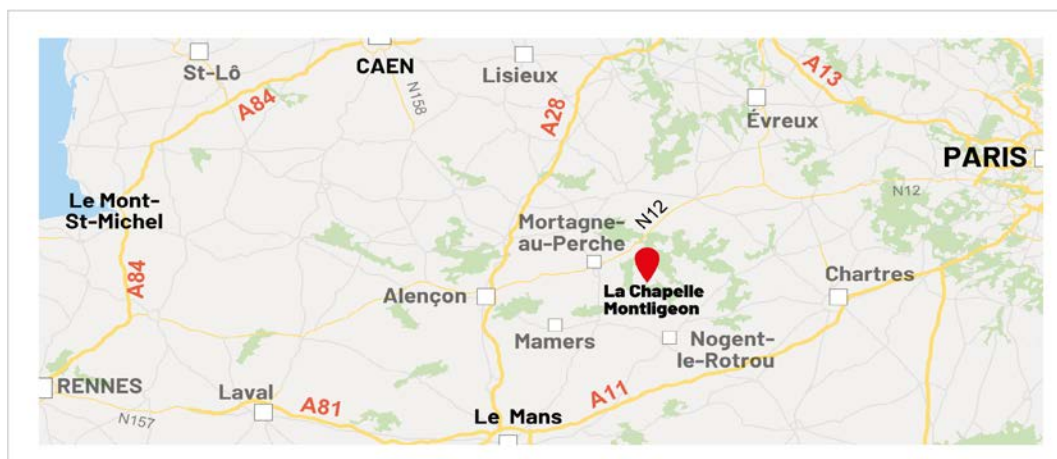 St-Lô
CAEN
Lisieux
A13
A84
N158
A28
Évreux
PARIS
Le Mont-
St-Michel
N12
N12
Mortagne-
au-Perche
A84
Alençon
La Chapelle
Montligeon
Chartres
Mamers
Nogent-
le-Rotrou
RENNES
Laval
A81
N157
Le Mans
A11